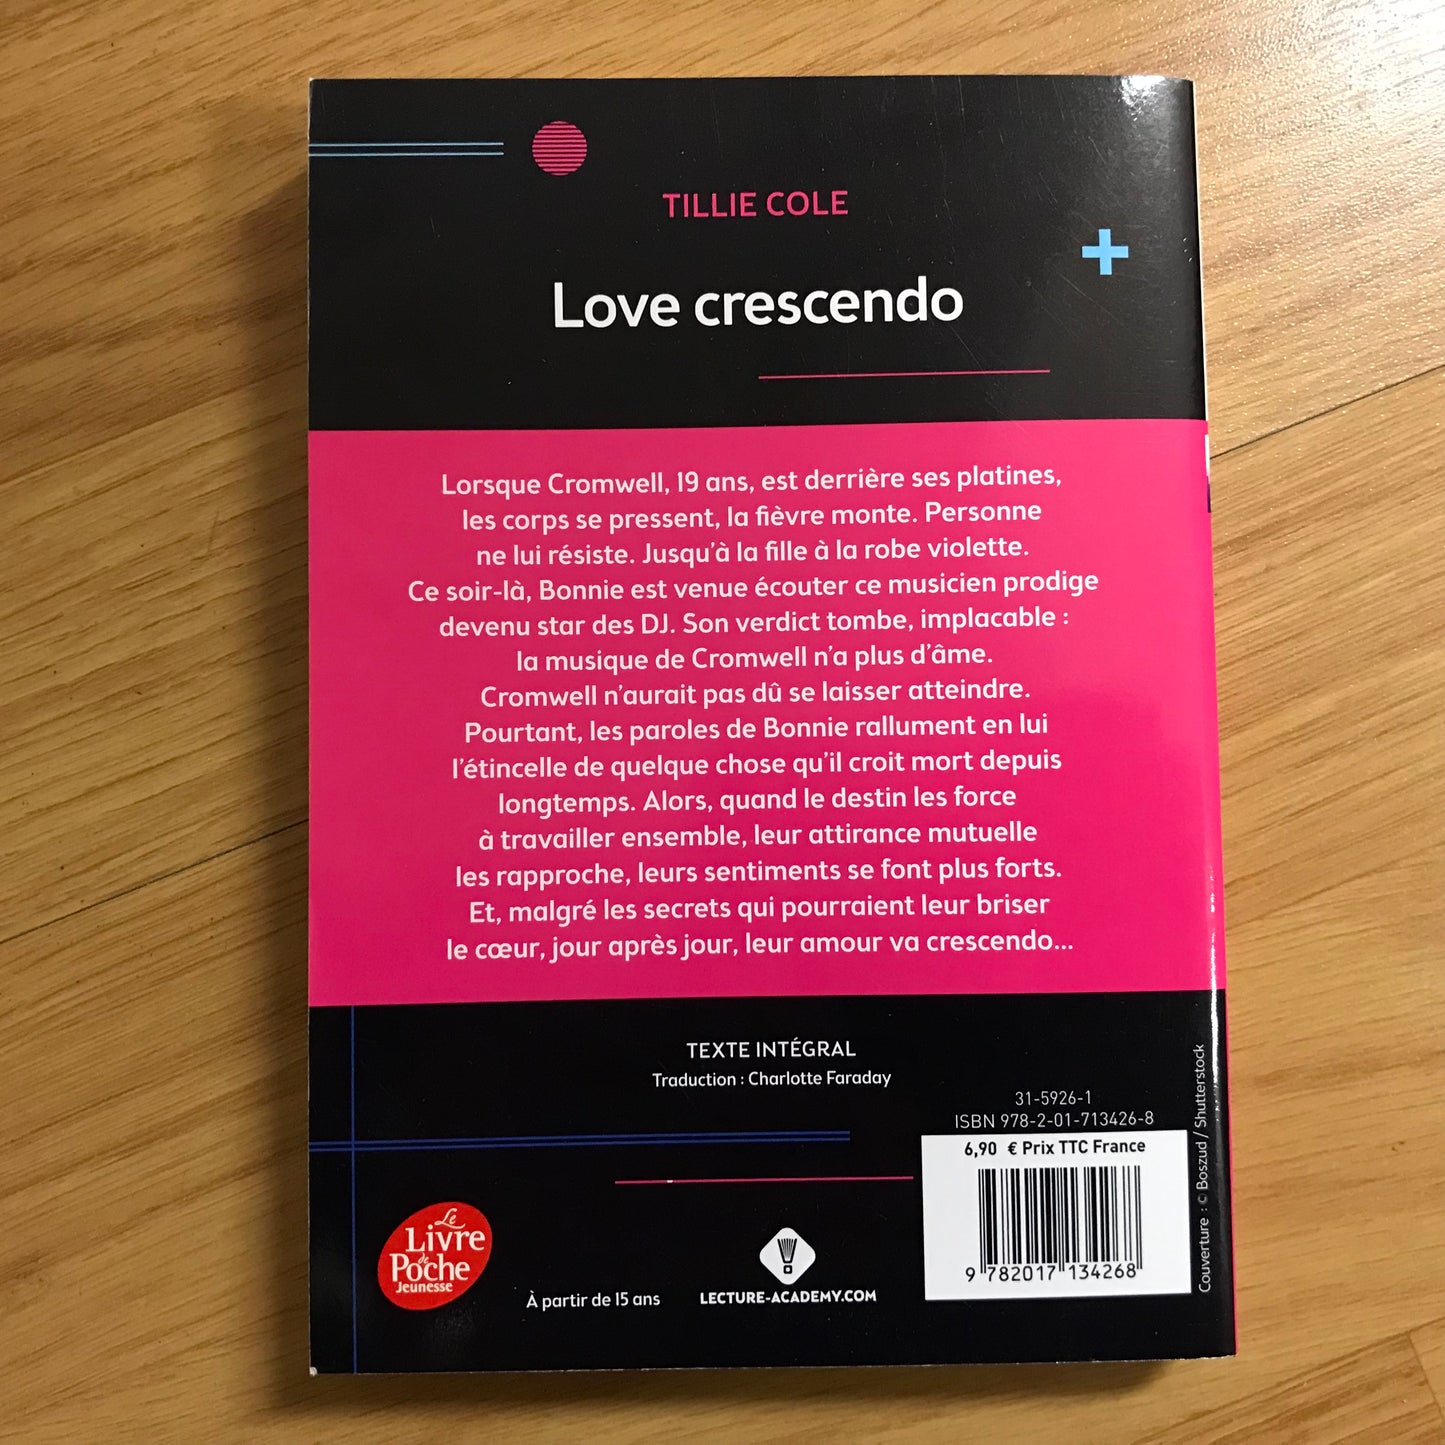 TILLIE COLE
Love crescendo
Lorsque Cromwell, 19 ans, est derrière ses platines,
les corps se pressent, la fièvre monte. Personne
ne lui résiste. Jusqu'à la fille à la robe violette.
Ce soir-là, Bonnie est venue écouter ce musicien prodige
devenu star des DJ. Son verdict tombe, implacable :
la musique de Cromwell n'a plus d'âme.
Cromwell n'aurait pas dû se laisser atteindre.
Pourtant, les paroles de Bonnie rallument en lui
l'étincelle de quelque chose qu'il croit mort depuis
longtemps. Alors, quand le destin les force
à travailler ensemble, leur attirance mutuelle
les rapproche, leurs sentiments se font plus forts.
Et, malgré les secrets qui pourraient leur briser
le cœur, jour après jour, leur amour va crescendo...
TEXTE INTÉGRAL
Traduction : Charlotte Faraday
31-5926-1
ISBN 978-2-01-713426-8
6,90 € Prix TTC France
9 782017 134268
Couverture : © Boszud / Shutterstock
Le
Livre
de
Poche
Jeunesse
À partir de 15 ans
LECTURE-ACADEMY.COM